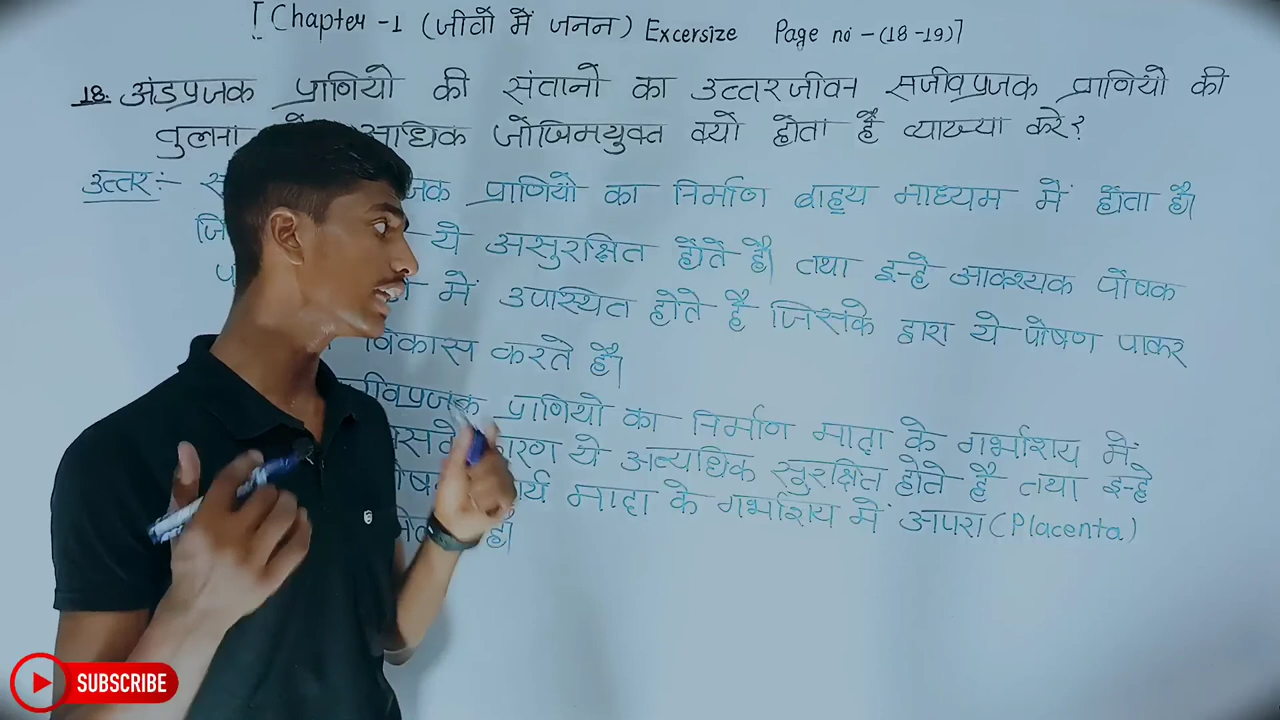 [Chapter -1 (जीवो में जनन) Excersize Page no - (18-19)]
18. अंडप्रजक प्राणियो की संतानो का उत्तरजीवन सजीवप्रजक प्राणियो की
तुलना अधिक जोखिमयुक्त क्यो होता है व्याख्या करे?
उत्तर:- प्राणियो का निर्माण बाह्य माध्यम में होता है।
ये असुरक्षित होते है। तथा इन्हे आवश्यक पोषक
में उपस्थित होते है जिसके द्वारा ये पोषण पाकर
विकास करते है।
प्राणियो का निर्माण मादा के गर्भाशय में
कारण ये अत्यधिक सुरक्षित होते है तथा इन्हे
मादा के गर्भाशय में अपरा (Placenta)
है।
SUBSCRIBE